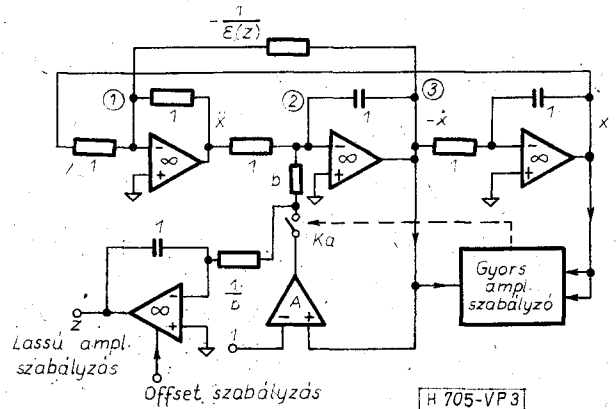 - 1/ε(z)
1
2
3
1
ẍ
1
1
1
-ẋ
1
1
x
b
Ka
1
1/b
A
Gyors
ampl.
szabályzó
z
1
Lassú ampl.
szabályzás
Offset szabályzás
H 705-VP3